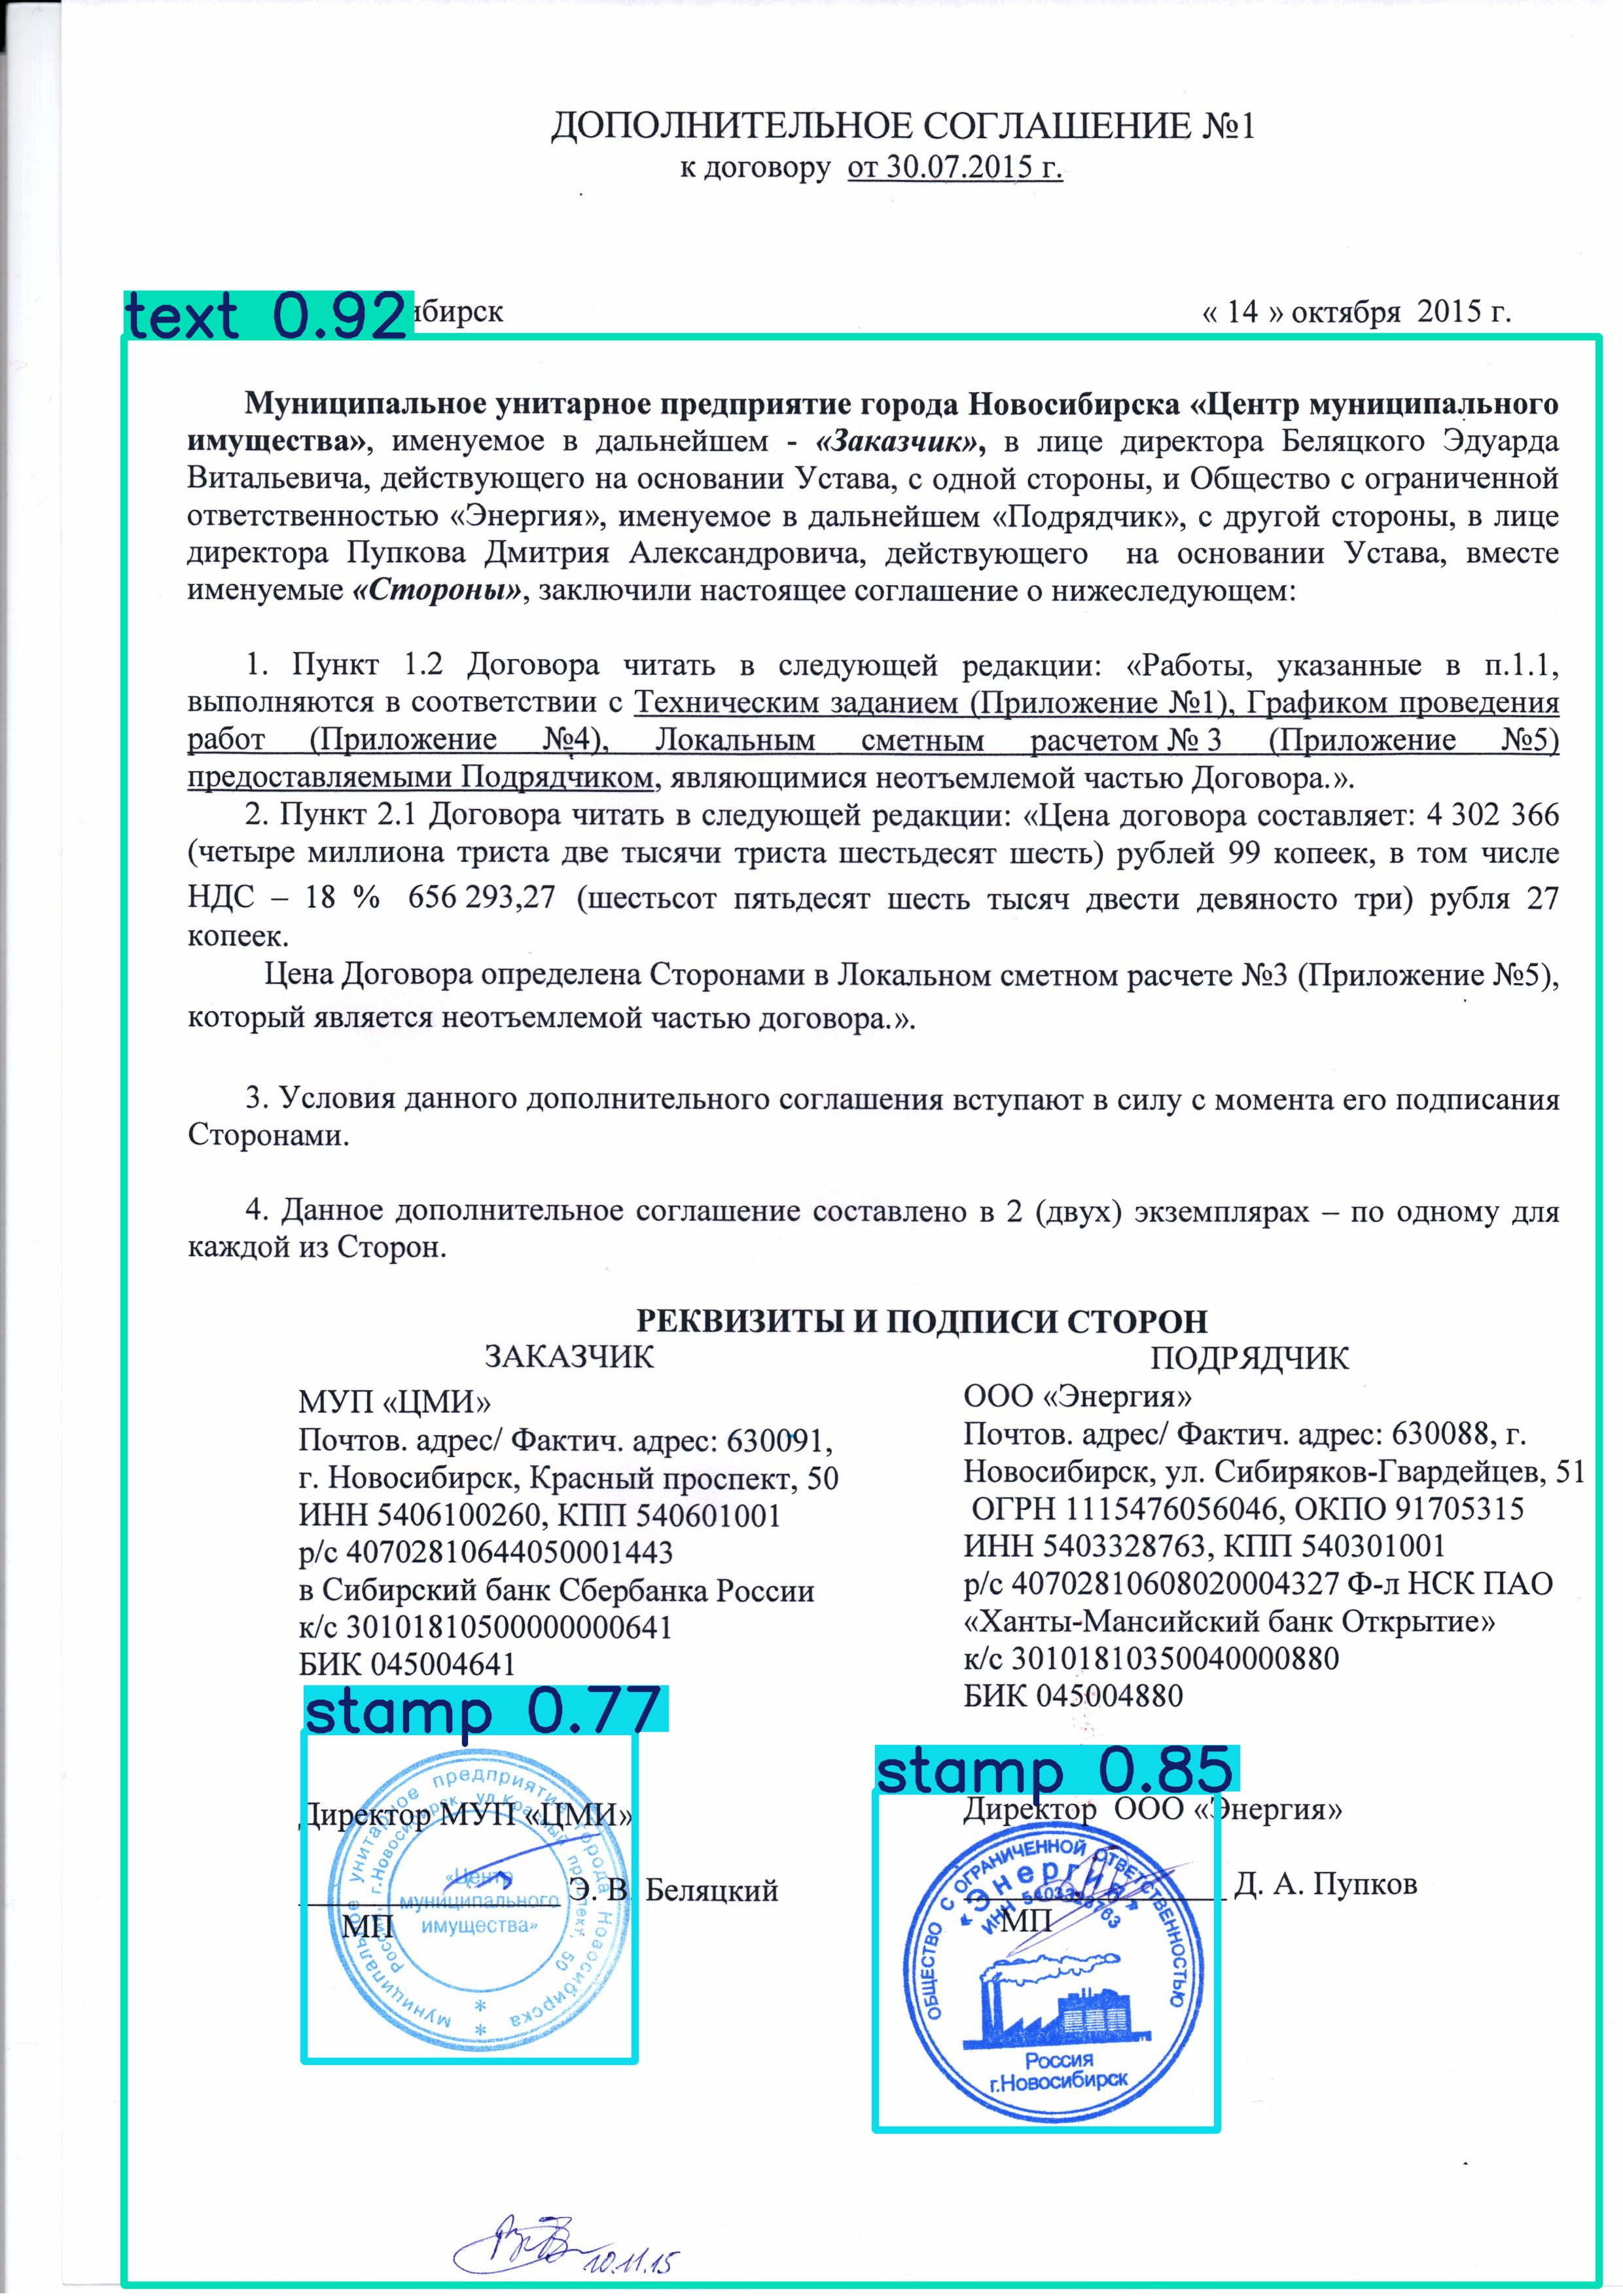 ДОПОЛНИТЕЛЬНОЕ СОГЛАШЕНИЕ №1
к договору от 30.07.2015 г.
text 0.92
ибирск « 14 » октября 2015 г.
Муниципальное унитарное предприятие города Новосибирска «Центр муниципального
имущества», именуемое в дальнейшем - «Заказчик», в лице директора Беляцкого Эдуарда
Витальевича, действующего на основании Устава, с одной стороны, и Общество с ограниченной
ответственностью «Энергия», именуемое в дальнейшем «Подрядчик», с другой стороны, в лице
директора Пупкова Дмитрия Александровича, действующего на основании Устава, вместе
именуемые «Стороны», заключили настоящее соглашение о нижеследующем:
1. Пункт 1.2 Договора читать в следующей редакции: «Работы, указанные в п.1.1,
выполняются в соответствии с Техническим заданием (Приложение №1), Графиком проведения
работ (Приложение №4), Локальным сметным расчетом № 3 (Приложение №5)
предоставляемыми Подрядчиком, являющимися неотъемлемой частью Договора.».
2. Пункт 2.1 Договора читать в следующей редакции: «Цена договора составляет: 4 302 366
(четыре миллиона триста две тысячи триста шестьдесят шесть) рублей 99 копеек, в том числе
НДС – 18 % 656 293,27 (шестьсот пятьдесят шесть тысяч двести девяносто три) рубля 27
копеек.
Цена Договора определена Сторонами в Локальном сметном расчете №3 (Приложение №5),
который является неотъемлемой частью договора.».
3. Условия данного дополнительного соглашения вступают в силу с момента его подписания
Сторонами.
4. Данное дополнительное соглашение составлено в 2 (двух) экземплярах – по одному для
каждой из Сторон.
РЕКВИЗИТЫ И ПОДПИСИ СТОРОН
ЗАКАЗЧИК
МУП «ЦМИ»
Почтов. адрес/ Фактич. адрес: 630091,
г. Новосибирск, Красный проспект, 50
ИНН 5406100260, КПП 540601001
р/с 40702810644050001443
в Сибирский банк Сбербанка России
к/с 30101810500000000641
БИК 045004641
stamp 0.77
Директор МУП «ЦМИ»
Э. В. Беляцкий
МП
Муниципальное унитарное предприятие города Новосибирска
Россия, г.Новосибирск, ул.Красный проспект, 50
«Центр
муниципального
имущества»
ПОДРЯДЧИК
ООО «Энергия»
Почтов. адрес/ Фактич. адрес: 630088, г.
Новосибирск, ул. Сибиряков-Гвардейцев, 51
ОГРН 1115476056046, ОКПО 91705315
ИНН 5403328763, КПП 540301001
р/с 40702810608020004327 Ф-л НСК ПАО
«Ханты-Мансийский банк Открытие»
к/с 30101810350040000880
БИК 045004880
stamp 0.85
Директор ООО «Энергия»
Д. А. Пупков
МП
ОБЩЕСТВО С ОГРАНИЧЕННОЙ ОТВЕТСТВЕННОСТЬЮ
«Энергия»
ИНН 5403328763
Россия
г.Новосибирск
10.11.15